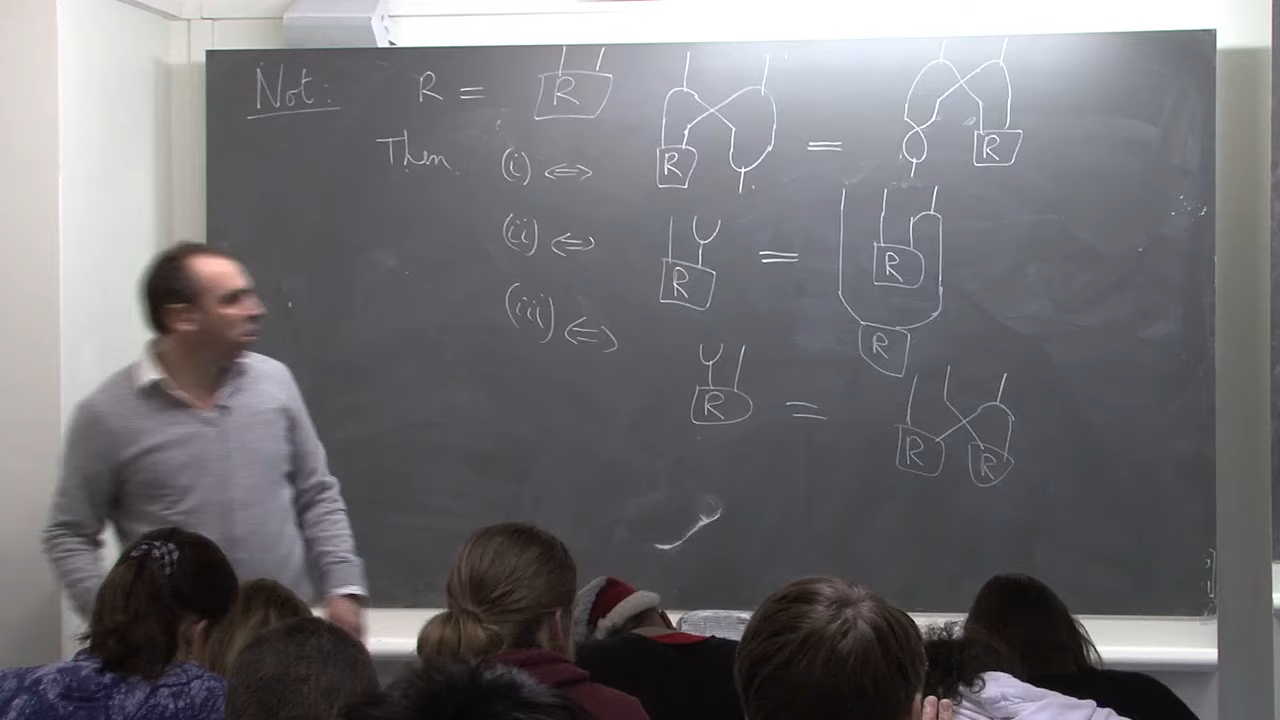 Not: R = R
Then (i) ⇔ R = R
(ii) ⇔ R = R R
(iii) ⇔ R = R R